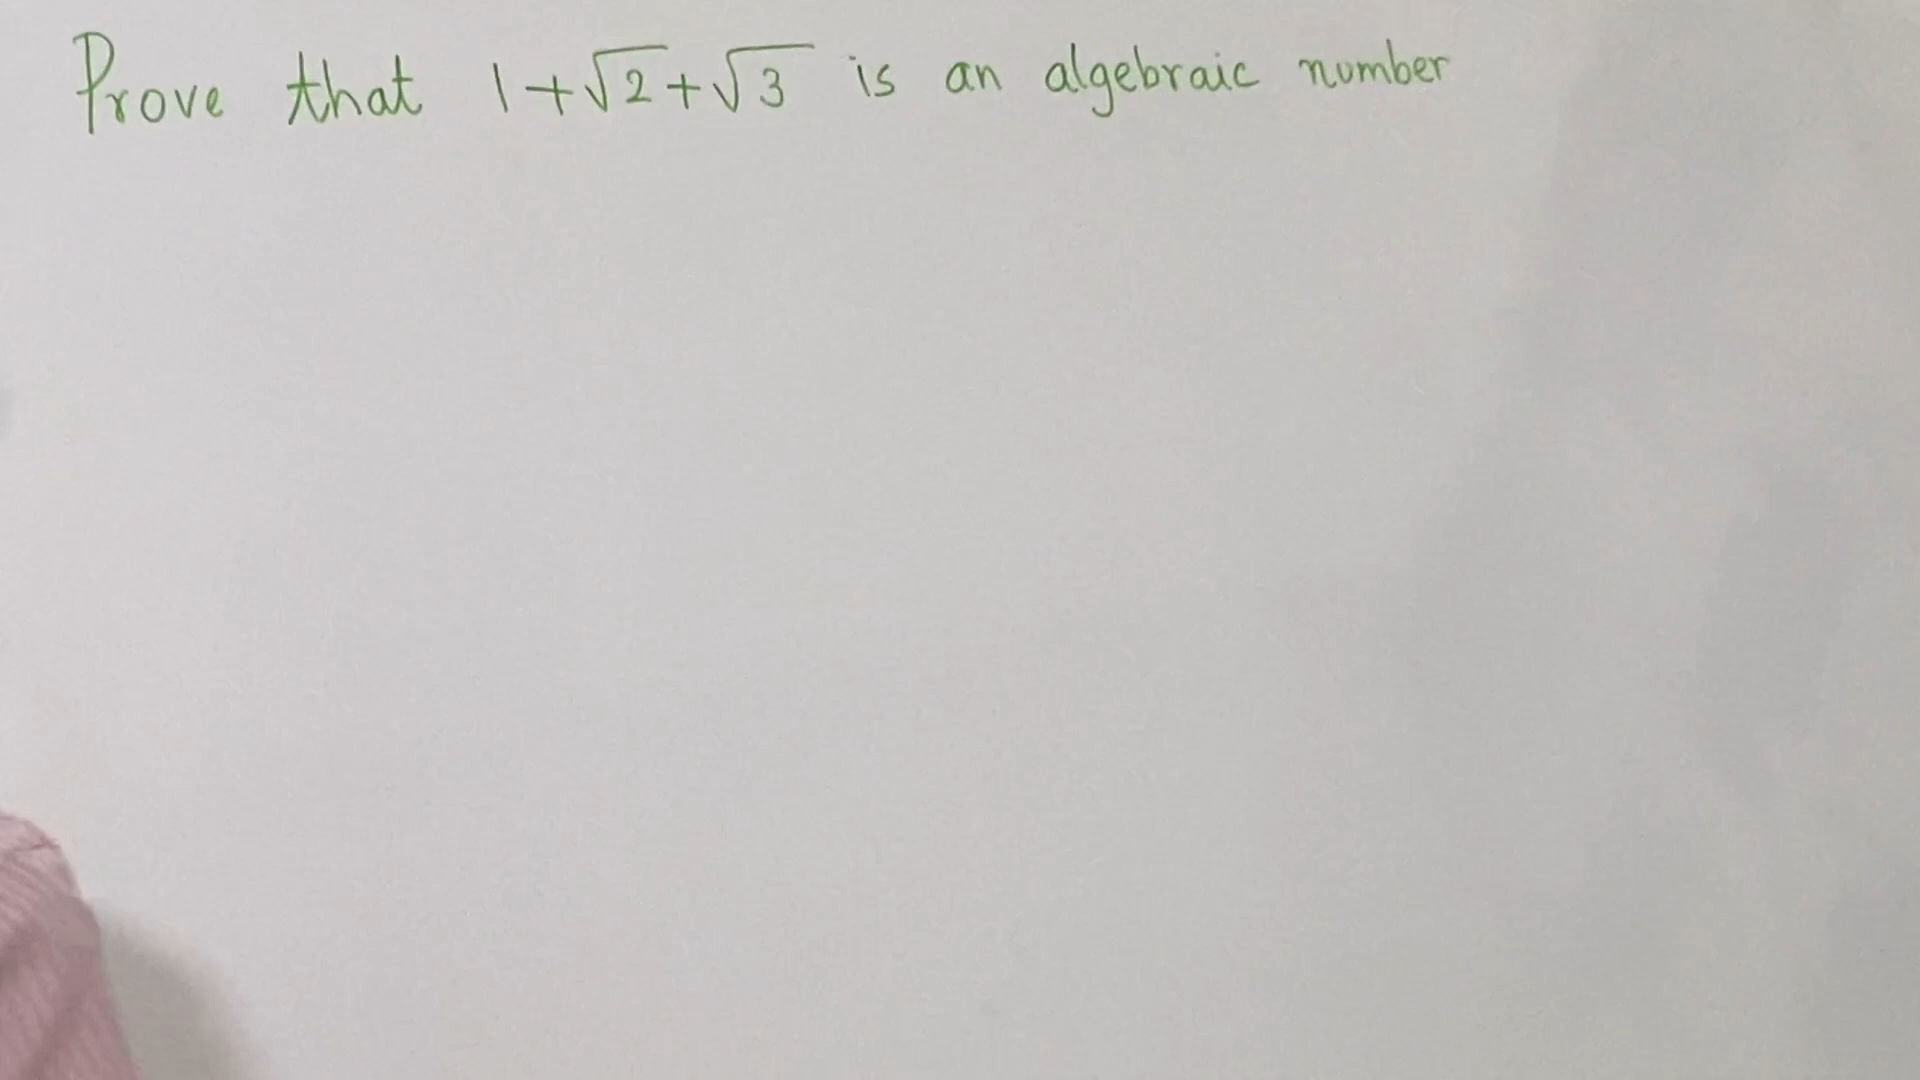 Prove that 1+√2+√3 is an algebraic number